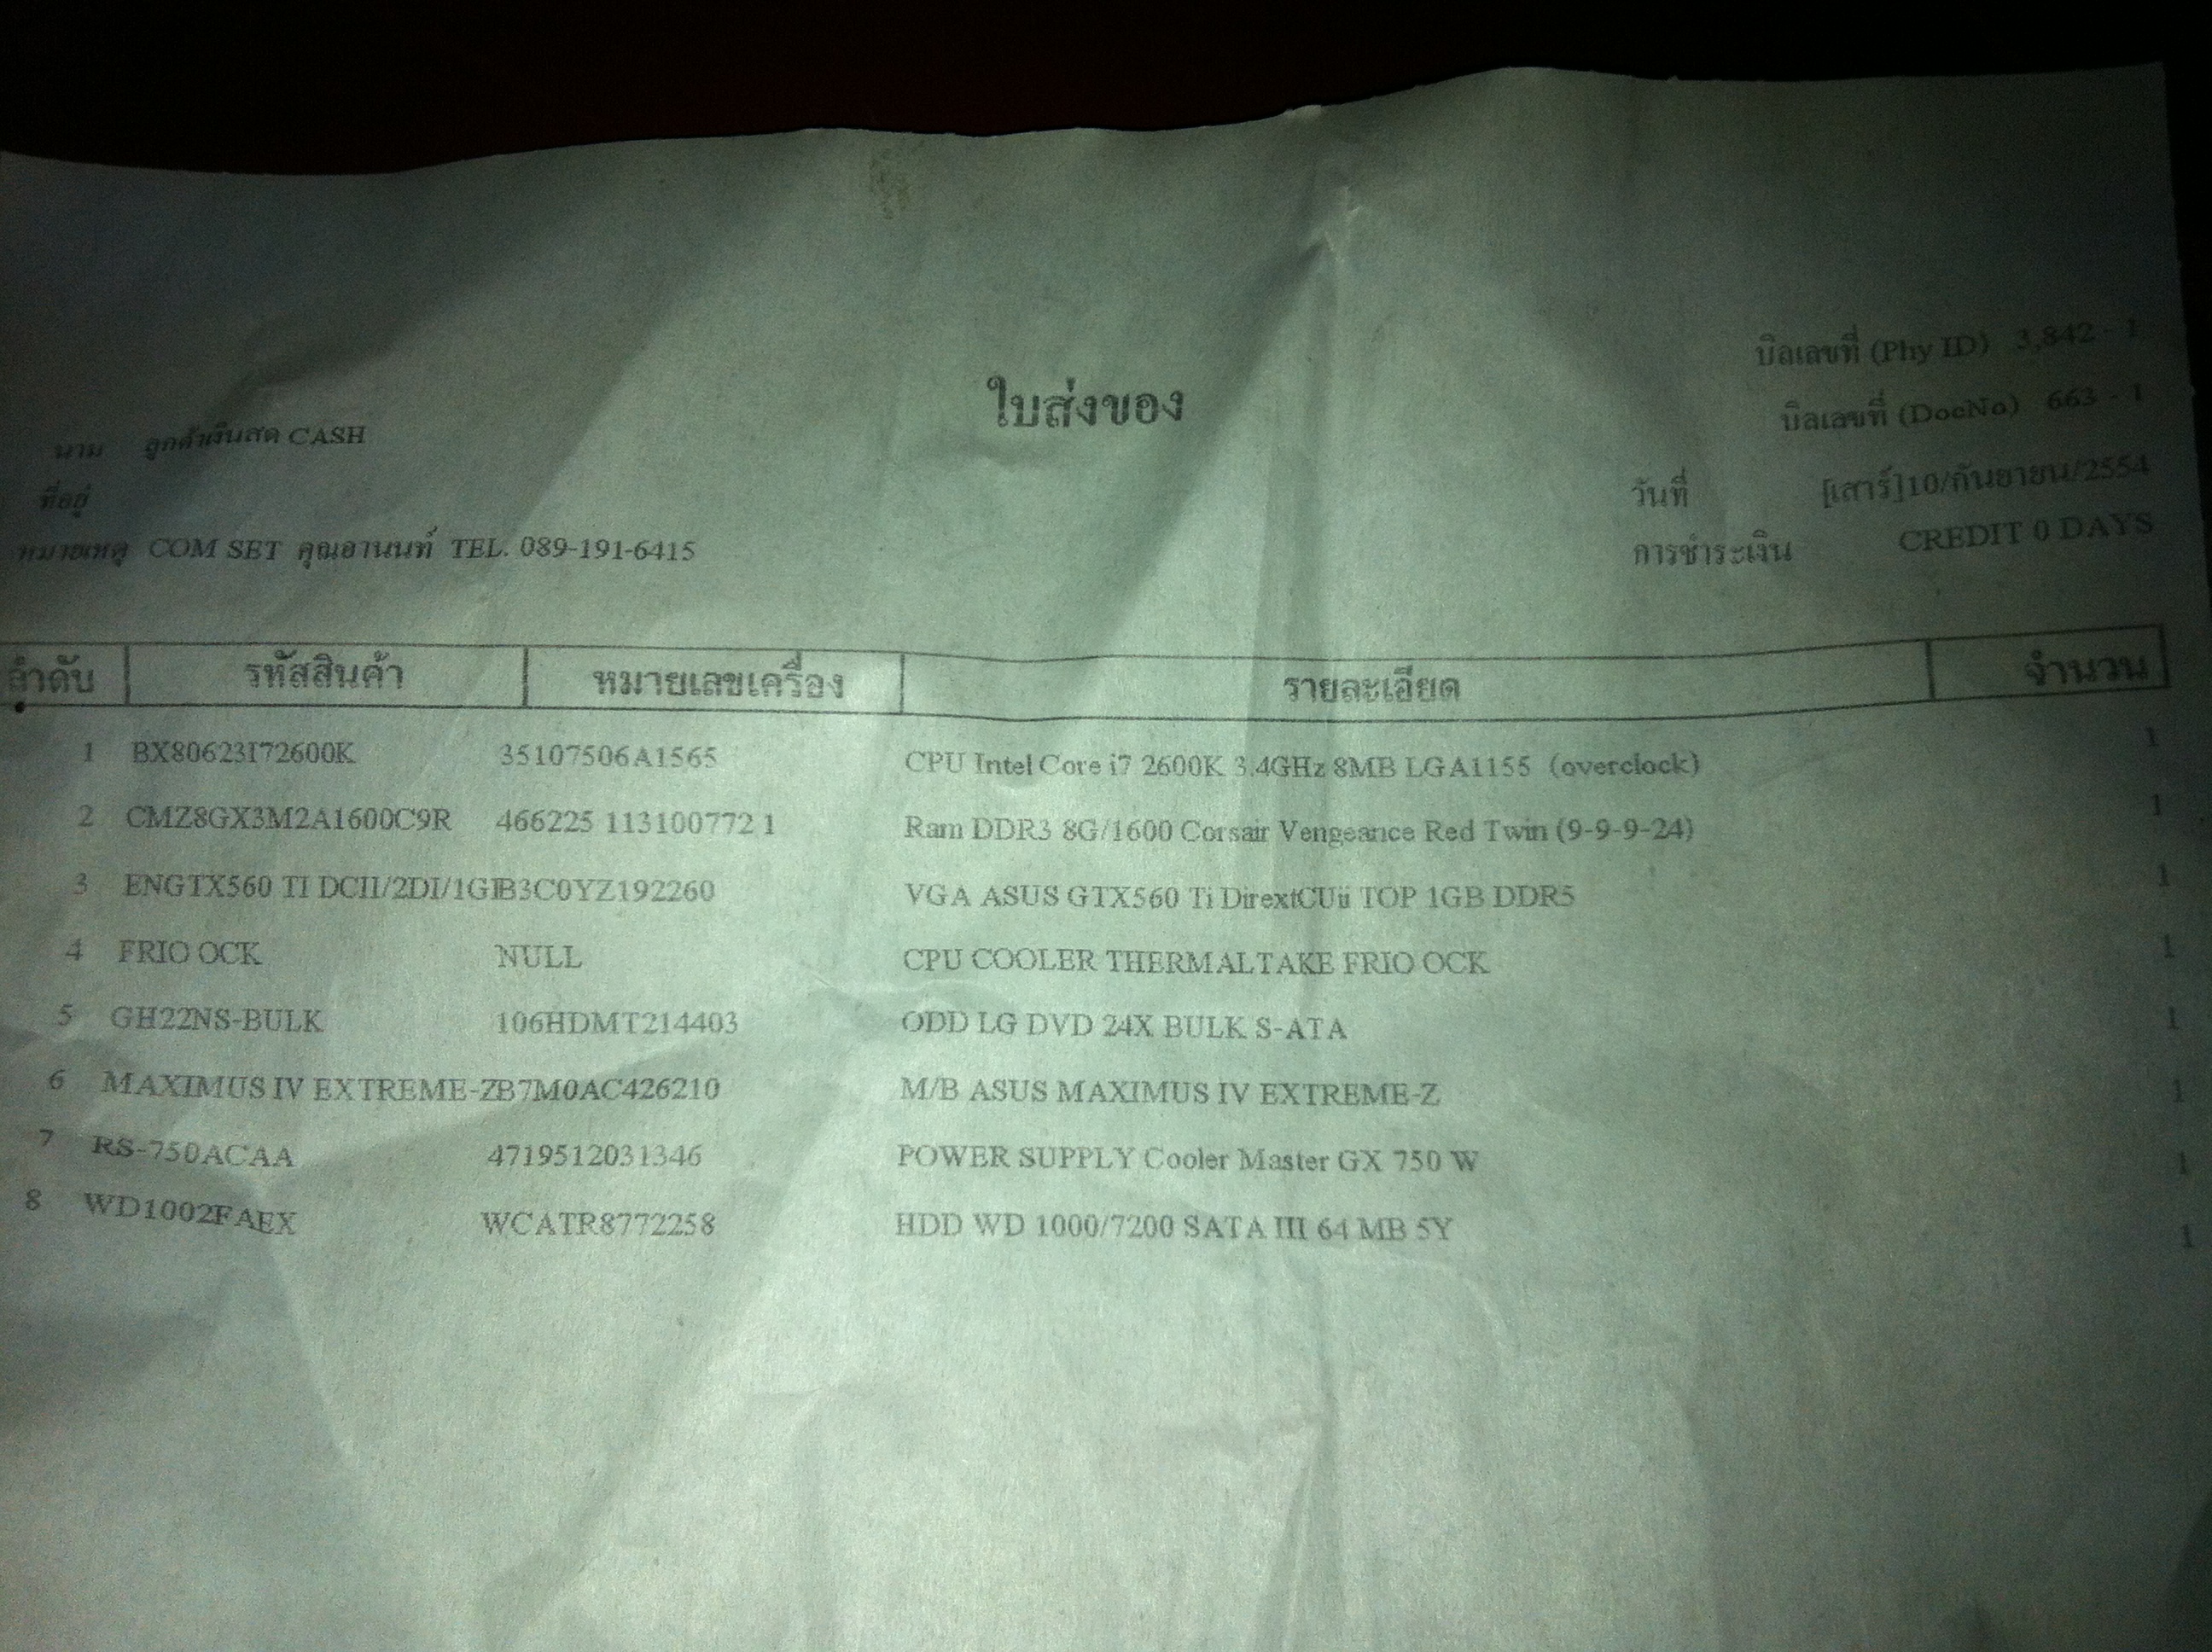 บิลเลขที่ (Phy ID) 3,842 - 1
ใบส่งของ
บิลเลขที่ (DocNo) 663 - 1
นาม ลูกค้าเงินสด CASH
ที่อยู่
วันที่ [เสาร์]10/กันยายน/2554
หมายเหตุ COM SET คุณอานนท์ TEL. 089-191-6415
การชำระเงิน CREDIT 0 DAYS
ลำดับ รหัสสินค้า หมายเลขเครื่อง รายละเอียด จำนวน
1 BX80623I72600K 35107506A1565 CPU Intel Core i7 2600K 3.4GHz 8MB LGA1155 (overclock) 1
2 CMZ8GX3M2A1600C9R 466225 113100772 1 Ram DDR3 8G/1600 Corsair Vengeance Red Twin (9-9-9-24) 1
3 ENGTX560 TI DCII/2DI/1GB3C0YZ192260 VGA ASUS GTX560 Ti DirextCUii TOP 1GB DDR5 1
4 FRIO OCK NULL CPU COOLER THERMALTAKE FRIO OCK 1
5 GH22NS-BULK 106HDMT214403 ODD LG DVD 24X BULK S-ATA 1
6 MAXIMUS IV EXTREME-ZB7M0AC426210 M/B ASUS MAXIMUS IV EXTREME-Z 1
7 RS-750ACAA 4719512031346 POWER SUPPLY Cooler Master GX 750 W 1
8 WD1002FAEX WCATR8772258 HDD WD 1000/7200 SATA III 64 MB 5Y 1